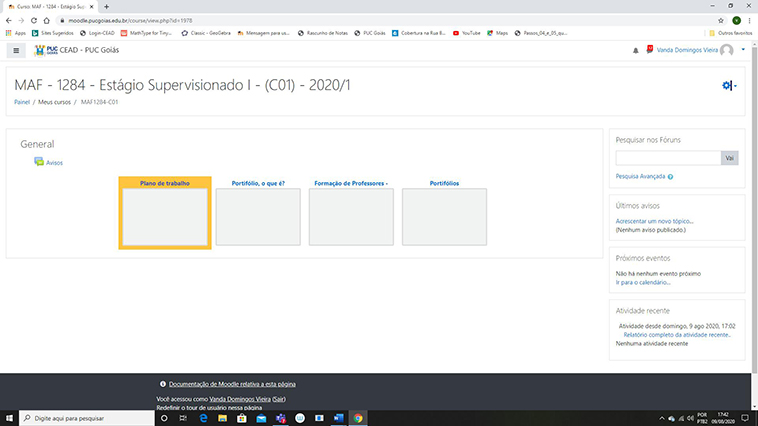 Curso: MAF - 1284 - Estágio Sup
moodle.pucgoias.edu.br/course/view.php?id=1978
Apps Sites Sugeridos Login-CEAD MathType for Tiny... Classic - GeoGebra Mensagem para us... Rascunho de Notas PUC Goiás Cobertura na Rua B... YouTube Maps Passos_04_e_05_qu... Outros favoritos
PUC GOIÁS CEAD - PUC Goiás
Vanda Domingos Vieira
MAF - 1284 - Estágio Supervisionado I - (C01) - 2020/1
Painel / Meus cursos / MAF1284-C01
General
Avisos
Plano de trabalho
Portifólio, o que é?
Formação de Professores -
Portifólios
Pesquisar nos Fóruns
Vai
Pesquisa Avançada
Últimos avisos
Acrescentar um novo tópico...
(Nenhum aviso publicado.)
Próximos eventos
Não há nenhum evento próximo
Ir para o calendário...
Atividade recente
Atividade desde domingo, 9 ago 2020, 17:02
Relatório completo da atividade recente..
Nenhuma atividade recente
Documentação de Moodle relativa a esta página
Você acessou como Vanda Domingos Vieira (Sair)
Redefinir o tour de usuário nessa página
Digite aqui para pesquisar
POR
PTB2
17:42
09/08/2020